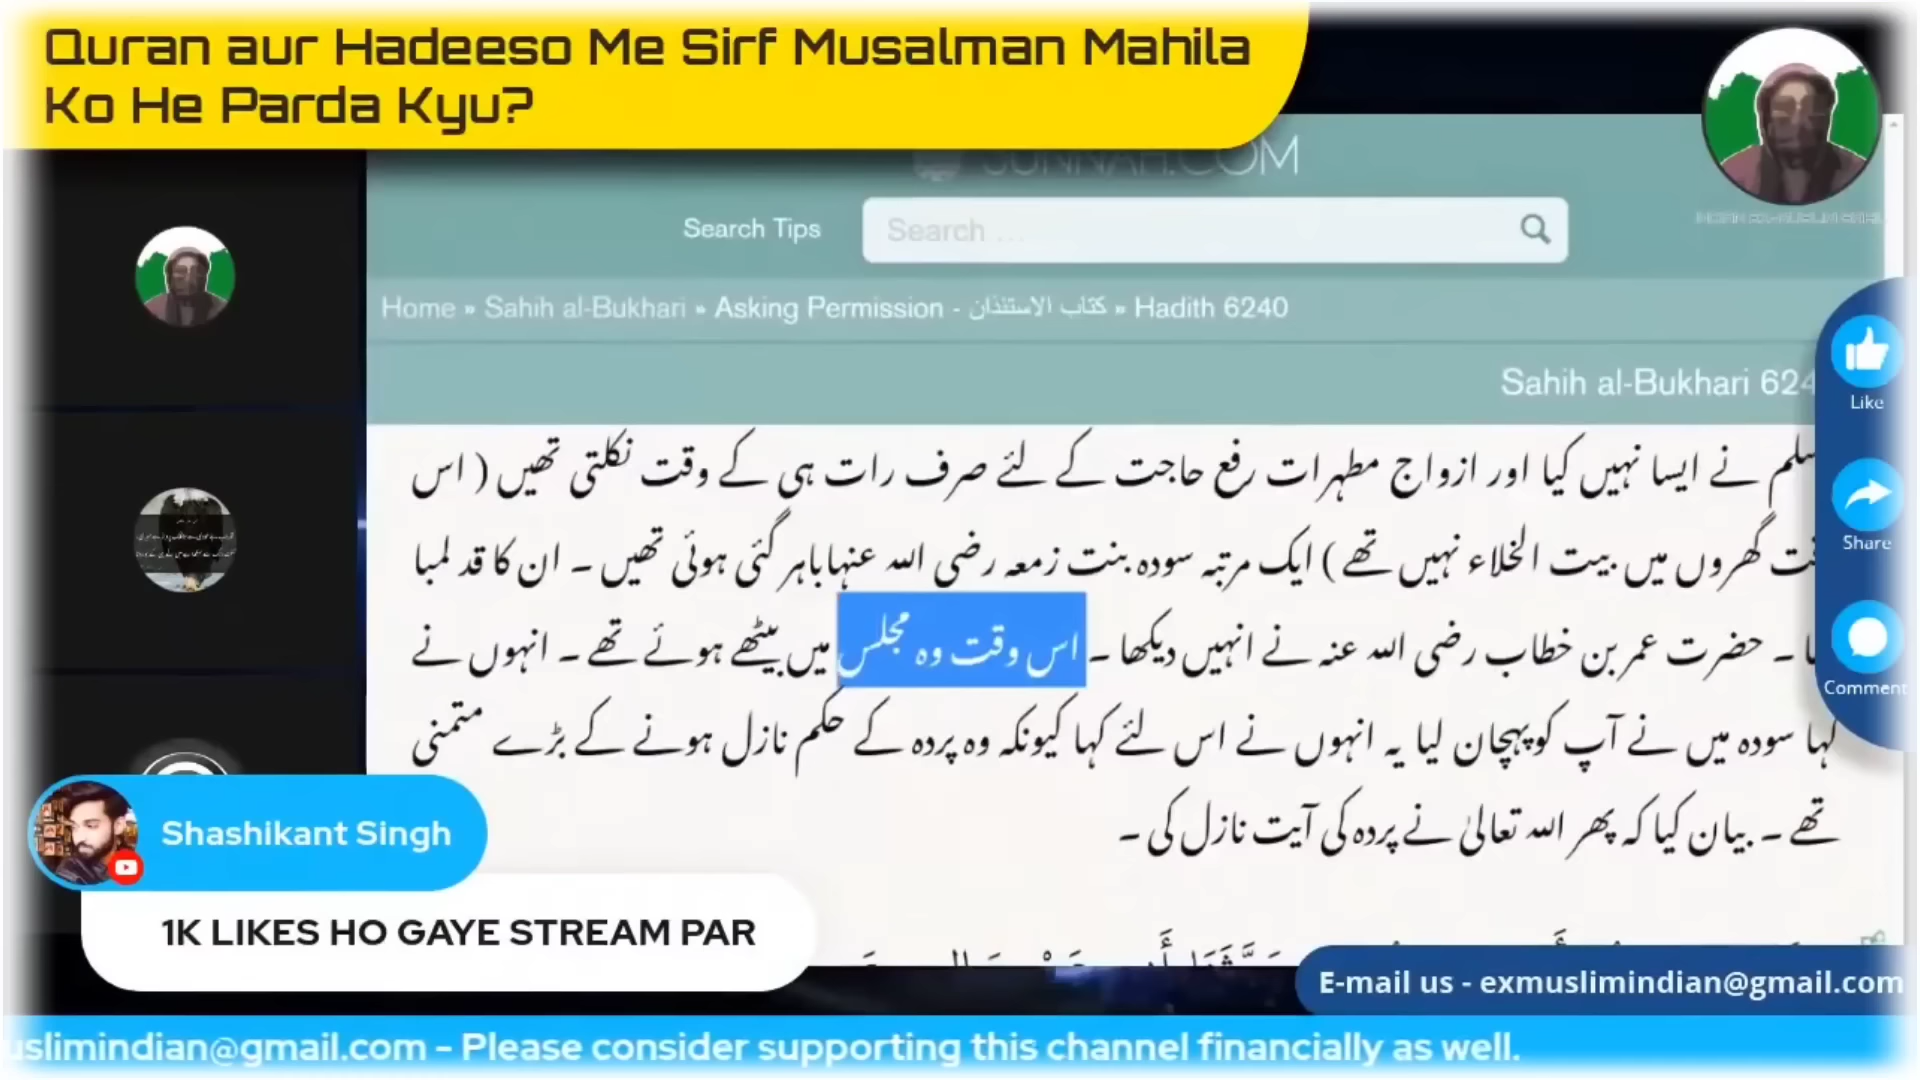 Quran aur Hadeeso Me Sirf Musalman Mahila
Ko He Parda Kyu?
SUNNAH.COM
Search Tips
Search ...
Home » Sahih al-Bukhari » Asking Permission - كتاب الاستئذان » Hadith 6240
Sahih al-Bukhari 624
سلم نے ایسا نہیں کیا اور ازواج مطہرات رفع حاجت کے لئے صرف رات ہی کے وقت نکلتی تھیں ( اس
گھروں میں بیت الخلاء نہیں تھے ) ایک مرتبہ سودہ بنت زمعہ رضی اللہ عنہا باہر گئی ہوئی تھیں ۔ ان کا قد لمبا
۔ حضرت عمر بن خطاب رضی اللہ عنہ نے انہیں دیکھا ۔ اس وقت وہ مجلس میں بیٹھے ہوئے تھے ۔ انہوں نے
کہا سودہ میں نے آپ کو پہچان لیا یہ انہوں نے اس لئے کہا کیونکہ وہ پردہ کے حکم نازل ہونے کے بڑے متمنی
تھے ۔ بیان کیا کہ پھر اللہ تعالیٰ نے پردہ کی آیت نازل کی ۔
Like
Share
Comment
Shashikant Singh
1K LIKES HO GAYE STREAM PAR
E-mail us - exmuslimindian@gmail.com
uslimindian@gmail.com - Please consider supporting this channel financially as well.